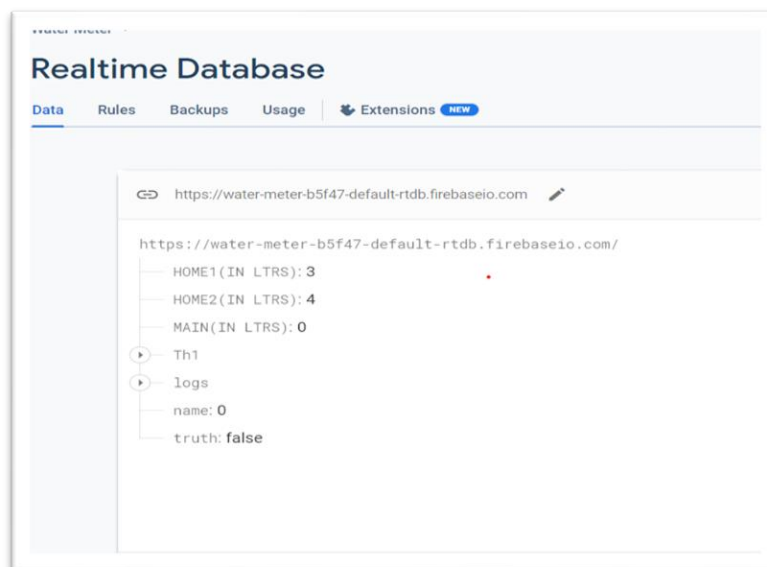 Water Meter
Realtime Database
Data Rules Backups Usage Extensions NEW
https://water-meter-b5f47-default-rtdb.firebaseio.com
https://water-meter-b5f47-default-rtdb.firebaseio.com/
HOME1(IN LTRS): 3
HOME2(IN LTRS): 4
MAIN(IN LTRS): 0
Th1
logs
name: 0
truth: false